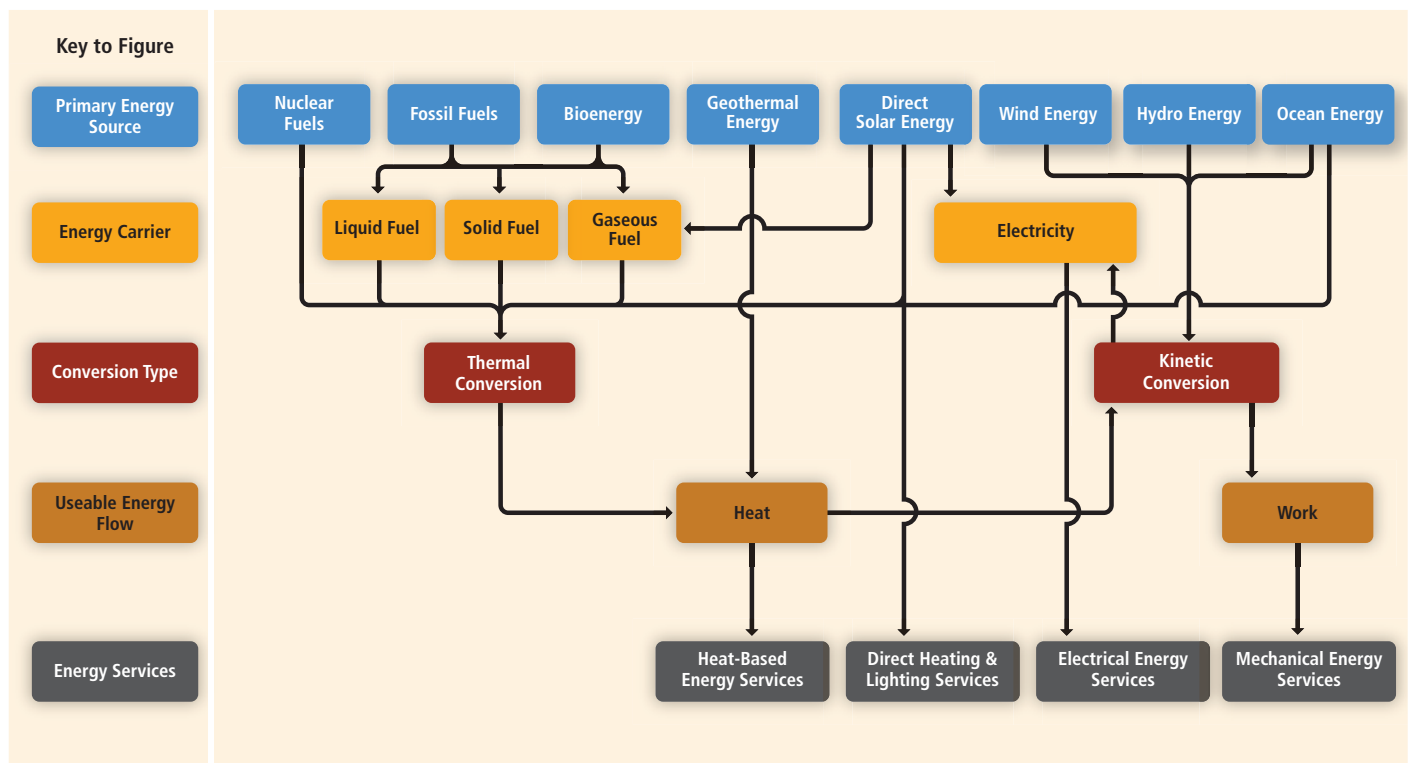 Key to Figure
Primary Energy
Source
Nuclear
Fuels
Fossil Fuels
Bioenergy
Geothermal
Energy
Direct
Solar Energy
Wind Energy
Hydro Energy
Ocean Energy
Energy Carrier
Liquid Fuel
Solid Fuel
Gaseous
Fuel
Electricity
Conversion Type
Thermal
Conversion
Kinetic
Conversion
Useable Energy
Flow
Heat
Work
Energy Services
Heat-Based
Energy Services
Direct Heating &
Lighting Services
Electrical Energy
Services
Mechanical Energy
Services